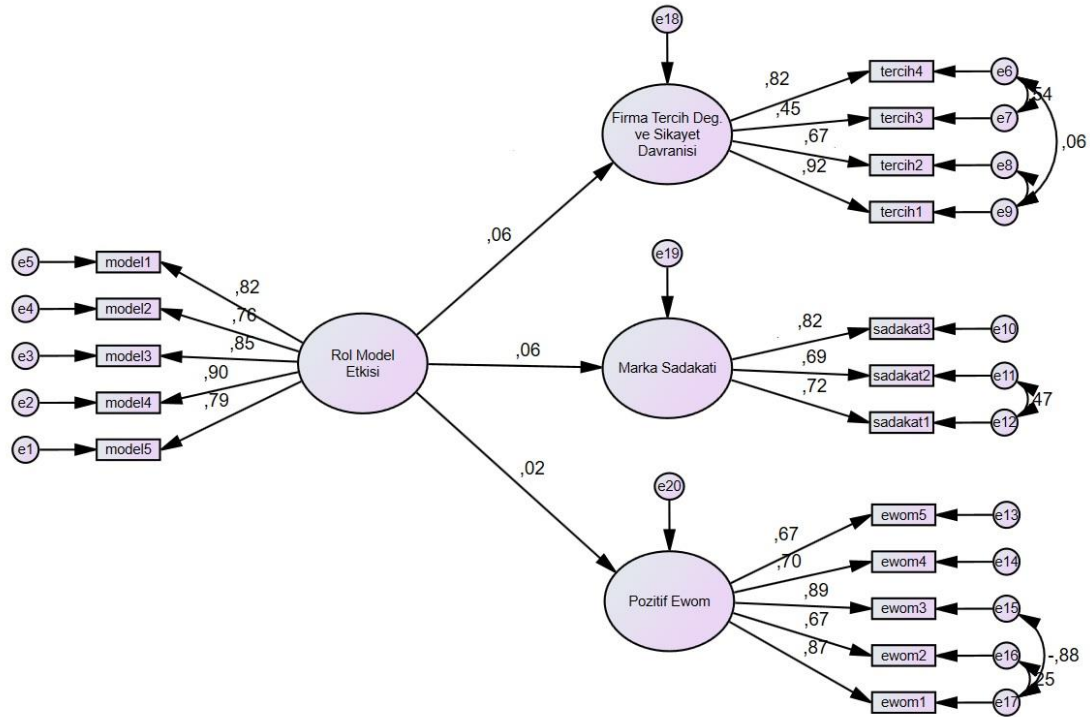 e18
,82
tercih4
e6
,54
Firma Tercih Deg.
ve Sikayet
Davranisi
,45
tercih3
e7
,06
,67
tercih2
e8
,92
tercih1
e9
,06
e5
model1
,82
e4
model2
,76
e3
model3
,85
e2
model4
,90
e1
model5
,79
Rol Model
Etkisi
,06
e19
Marka Sadakati
,82
sadakat3
e10
,69
sadakat2
e11
,72
sadakat1
e12
,02
e20
Pozitif Ewom
,67
ewom5
e13
,70
ewom4
e14
,89
ewom3
e15
,67
ewom2
e16
-,88
,87
ewom1
e17